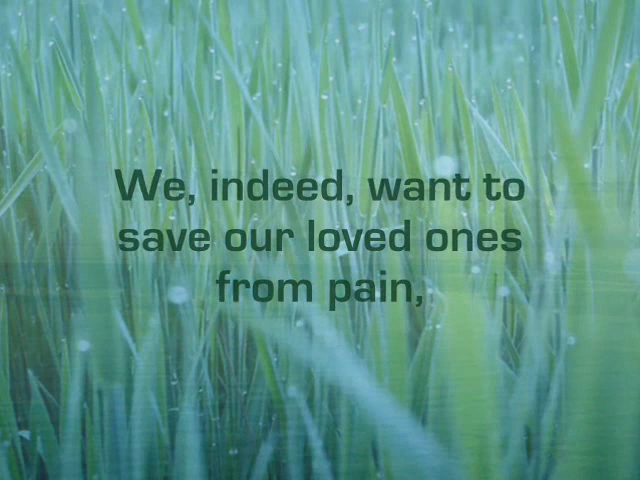 We, indeed, want to
save our loved ones
from pain,